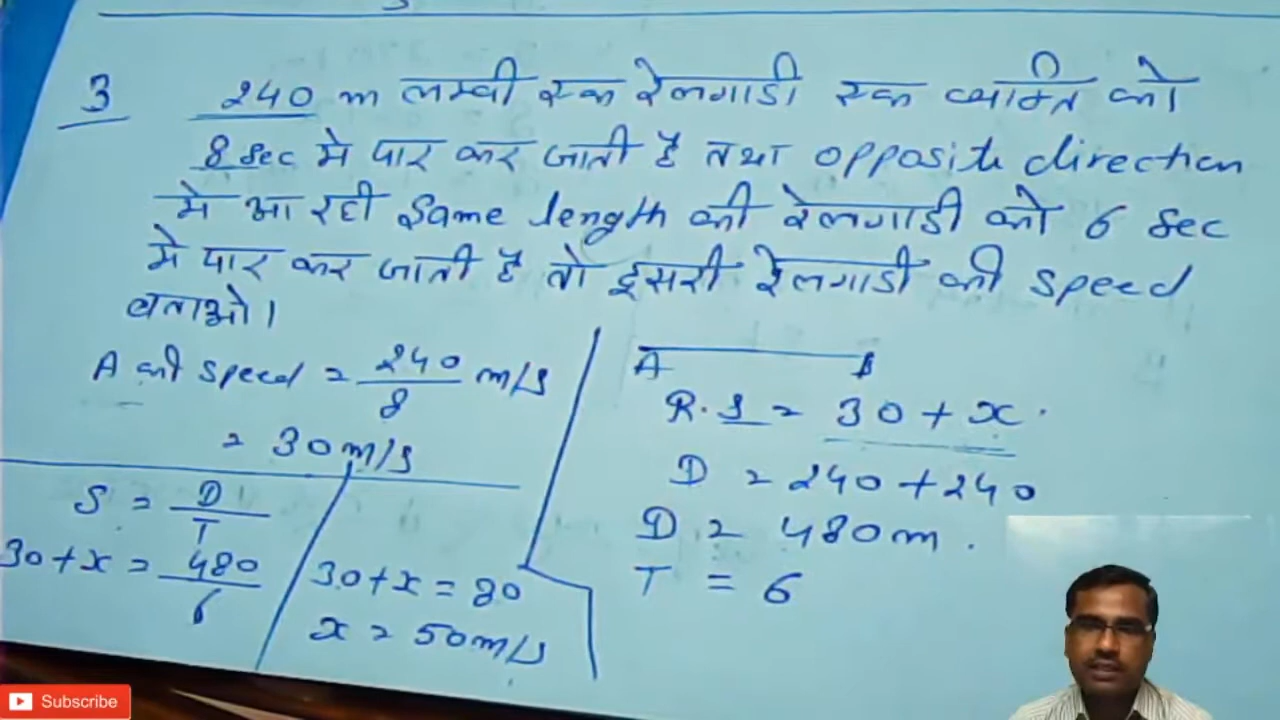 3 240 m लम्बी एक रेलगाडी एक व्यक्ति को
8 sec मे पार कर जाती है तथा opposite direction
मे आ रही same length की रेलगाडी को 6 sec
मे पार कर जाती है तो दूसरी रेलगाडी की speed
बताओ।
A की speed = 240/8 m/s
= 30 m/s
S = D/T
30+x = 480/6
30+x = 80
x = 50 m/s
A B
R.S = 30 + x.
D = 240 + 240
D = 480m.
T = 6
Subscribe